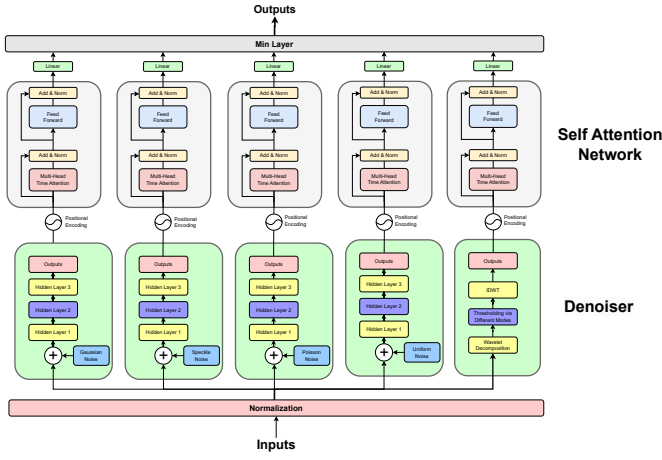 Outputs
Min Layer
Linear
Linear
Linear
Linear
Linear
Add & Norm
Add & Norm
Add & Norm
Add & Norm
Add & Norm
Feed
Forward
Feed
Forward
Feed
Forward
Feed
Forward
Feed
Forward
Add & Norm
Add & Norm
Add & Norm
Add & Norm
Add & Norm
Multi-Head
Time Attention
Multi-Head
Time Attention
Multi-Head
Time Attention
Multi-Head
Time Attention
Multi-Head
Time Attention
Self Attention
Network
Positional
Encoding
Positional
Encoding
Positional
Encoding
Positional
Encoding
Positional
Encoding
Outputs
Hidden Layer 3
Hidden Layer 2
Hidden Layer 1
Gaussian
Noise
Outputs
Hidden Layer 3
Hidden Layer 2
Hidden Layer 1
Speckle
Noise
Outputs
Hidden Layer 3
Hidden Layer 2
Hidden Layer 1
Poisson
Noise
Outputs
Hidden Layer 3
Hidden Layer 2
Hidden Layer 1
Uniform
Noise
Outputs
IDWT
Thresholding via
Different Modes
Wavelet
Decomposition
Denoiser
Normalization
Inputs